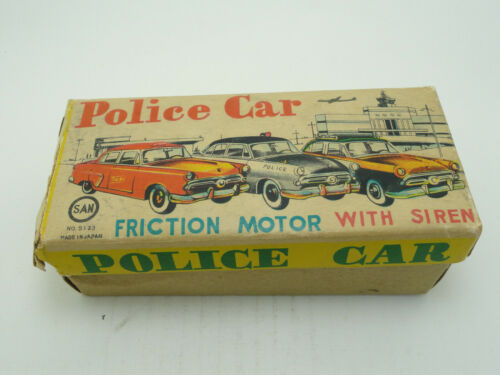 Police Car
POLICE
SAN
NO. 5123
MADE IN JAPAN
FRICTION MOTOR WITH SIREN
POLICE CAR